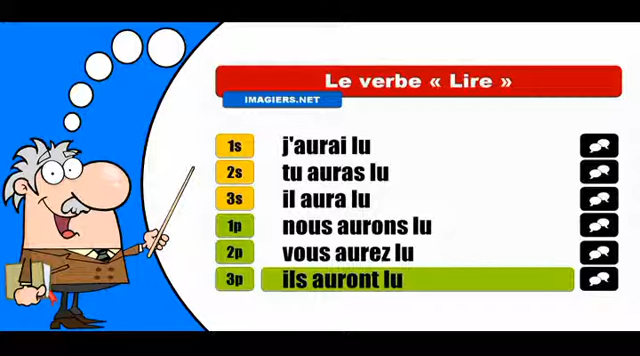 Le verbe « Lire »
IMAGIERS.NET
1s j'aurai lu
2s tu auras lu
3s il aura lu
1p nous aurons lu
2p vous aurez lu
3p ils auront lu